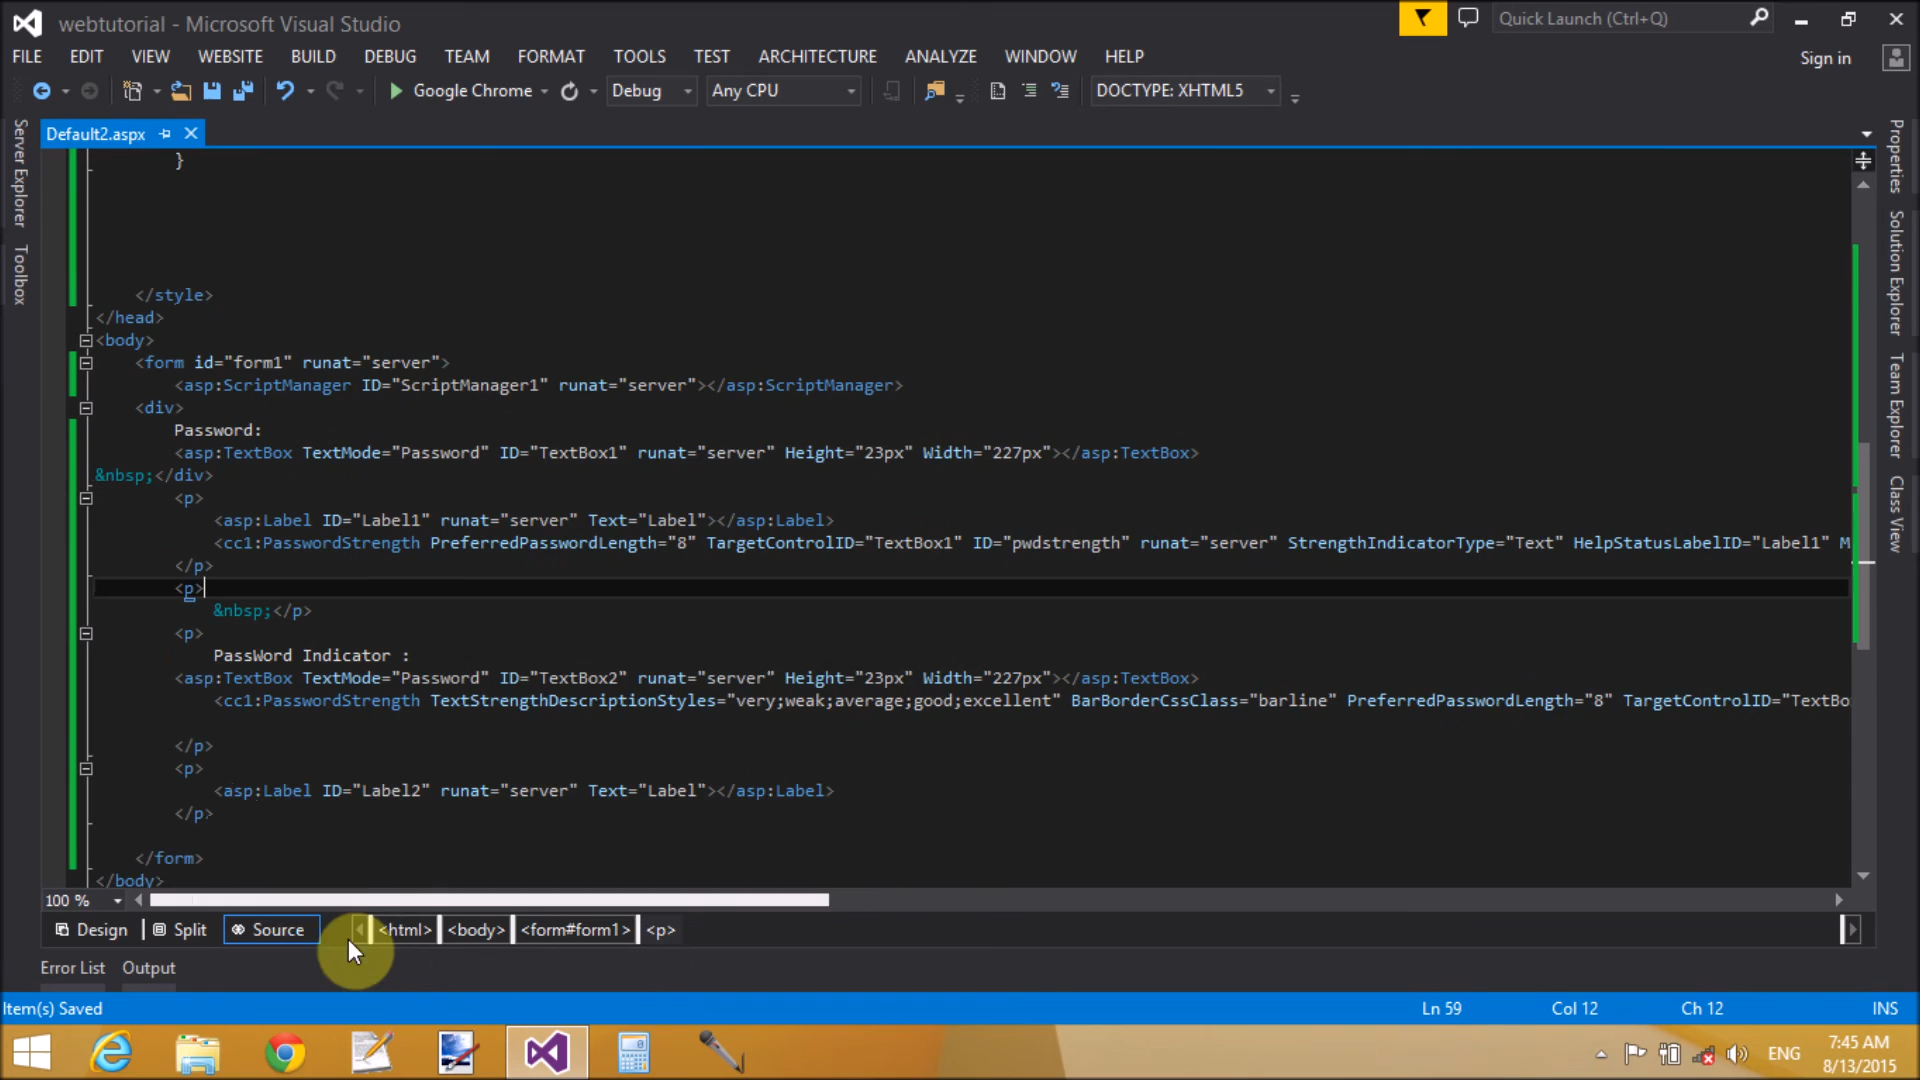 webtutorial - Microsoft Visual Studio
Quick Launch (Ctrl+Q)
FILE EDIT VIEW WEBSITE BUILD DEBUG TEAM FORMAT TOOLS TEST ARCHITECTURE ANALYZE WINDOW HELP
Sign in
Google Chrome Debug Any CPU DOCTYPE: XHTML5
Default2.aspx
Server Explorer
Toolbox
Properties
Solution Explorer
Team Explorer
Class View
}
</style>
</head>
<body>
<form id="form1" runat="server">
<asp:ScriptManager ID="ScriptManager1" runat="server"></asp:ScriptManager>
<div>
Password:
<asp:TextBox TextMode="Password" ID="TextBox1" runat="server" Height="23px" Width="227px"></asp:TextBox>
&nbsp;</div>
<p>
<asp:Label ID="Label1" runat="server" Text="Label"></asp:Label>
<cc1:PasswordStrength PreferredPasswordLength="8" TargetControlID="TextBox1" ID="pwdstrength" runat="server" StrengthIndicatorType="Text" HelpStatusLabelID="Label1" M
</p>
<p>
&nbsp;</p>
<p>
PassWord Indicator :
<asp:TextBox TextMode="Password" ID="TextBox2" runat="server" Height="23px" Width="227px"></asp:TextBox>
<cc1:PasswordStrength TextStrengthDescriptionStyles="very;weak;average;good;excellent" BarBorderCssClass="barline" PreferredPasswordLength="8" TargetControlID="TextBo
</p>
<p>
<asp:Label ID="Label2" runat="server" Text="Label"></asp:Label>
</p>
</form>
</body>
100 %
Design Split Source <html> <body> <form#form1> <p>
Error List Output
Item(s) Saved Ln 59 Col 12 Ch 12 INS
ENG
7:45 AM
8/13/2015